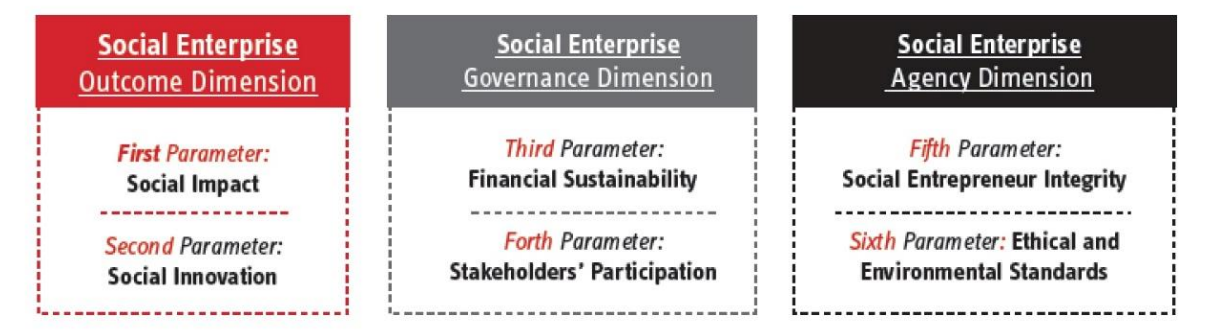 Social Enterprise
Outcome Dimension
First Parameter:
Social Impact
Second Parameter:
Social Innovation
Social Enterprise
Governance Dimension
Third Parameter:
Financial Sustainability
Forth Parameter:
Stakeholders' Participation
Social Enterprise
Agency Dimension
Fifth Parameter:
Social Entrepreneur Integrity
Sixth Parameter: Ethical and
Environmental Standards